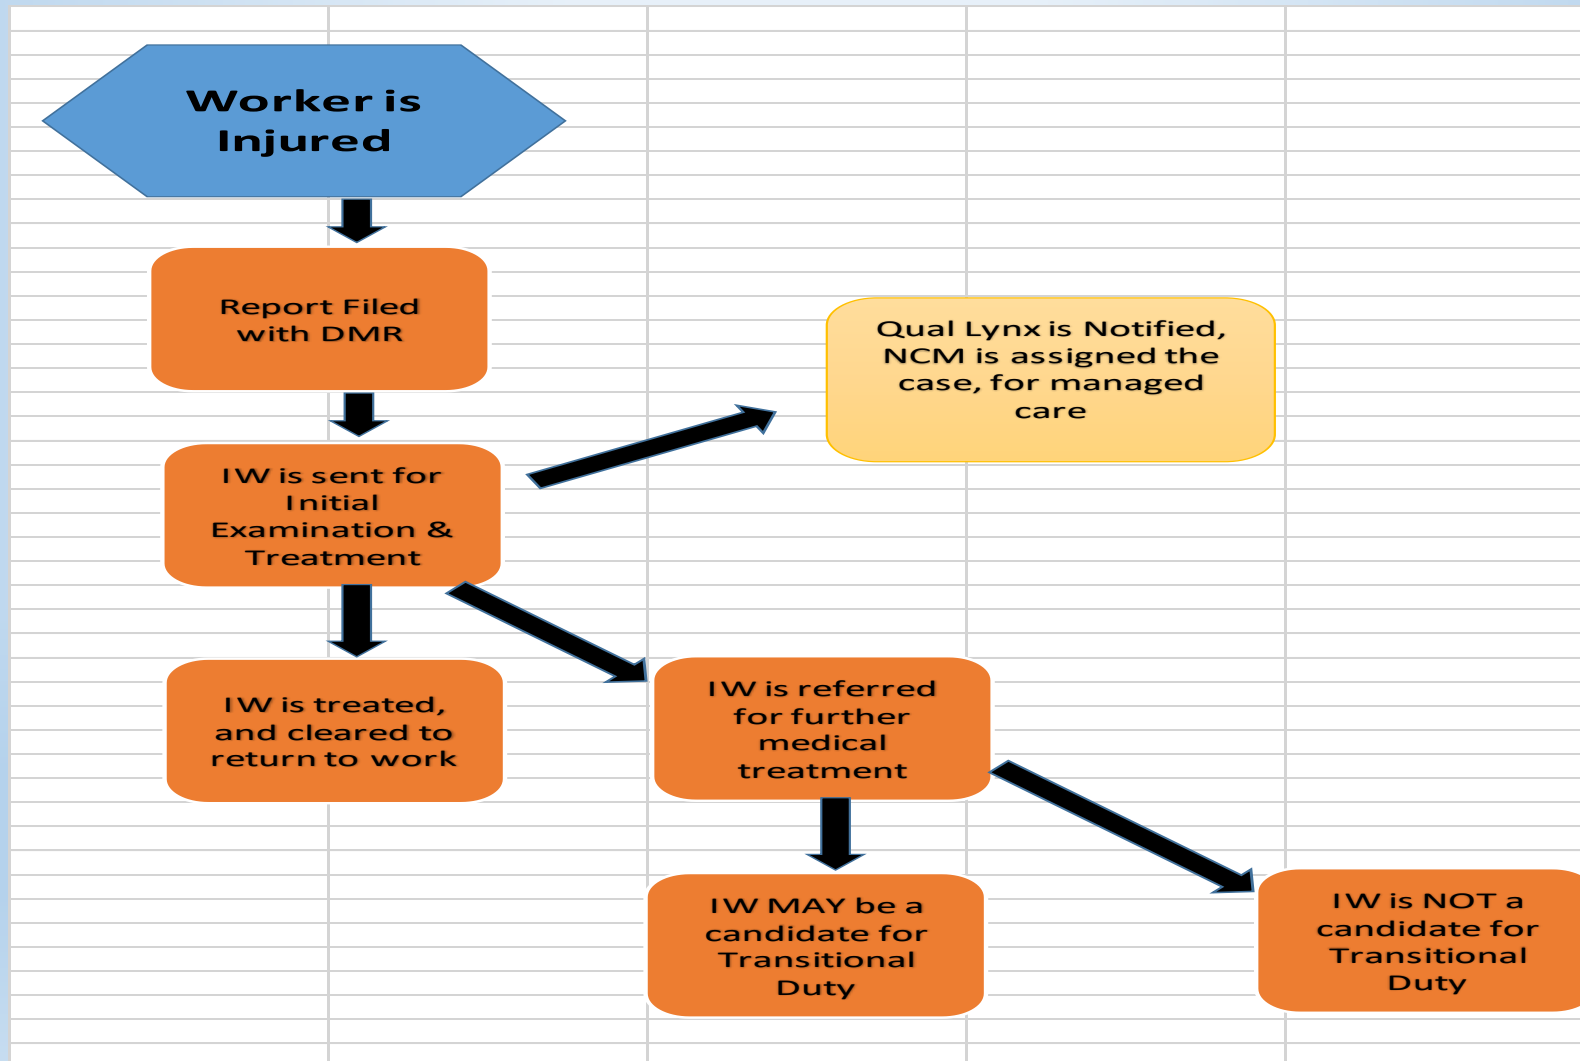 Worker is
Injured
Report Filed
with DMR
Qual Lynx is Notified,
NCM is assigned the
case, for managed
care
IW is sent for
Initial
Examination &
Treatment
IW is treated,
and cleared to
return to work
IW is referred
for further
medical
treatment
IW MAY be a
candidate for
Transitional
Duty
IW is NOT a
candidate for
Transitional
Duty